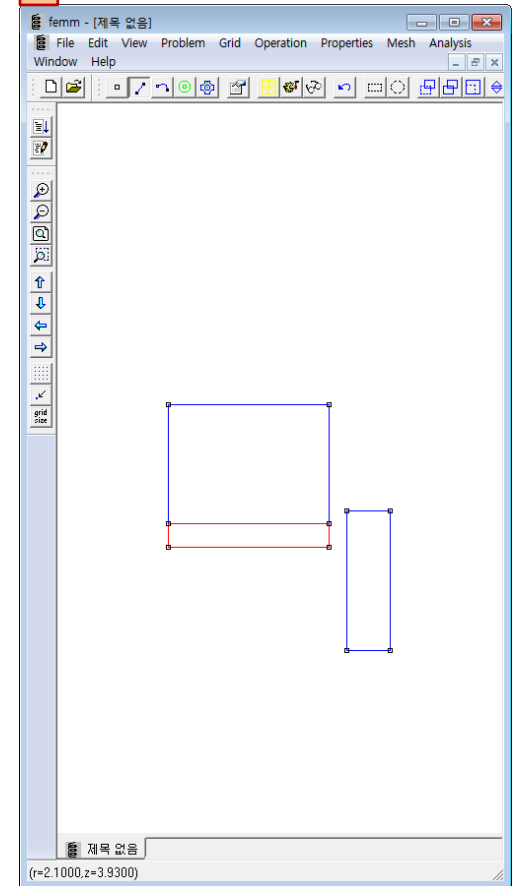 femm - [제목 없음]
File Edit View Problem Grid Operation Properties Mesh Analysis
Window Help
grid
size
제목 없음
(r=2.1000,z=3.9300)